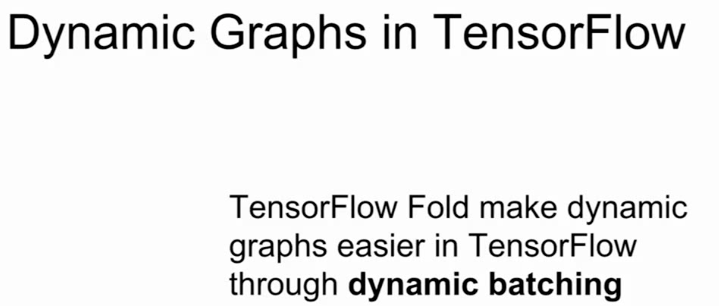 Dynamic Graphs in TensorFlow
TensorFlow Fold make dynamic
graphs easier in TensorFlow
through dynamic batching